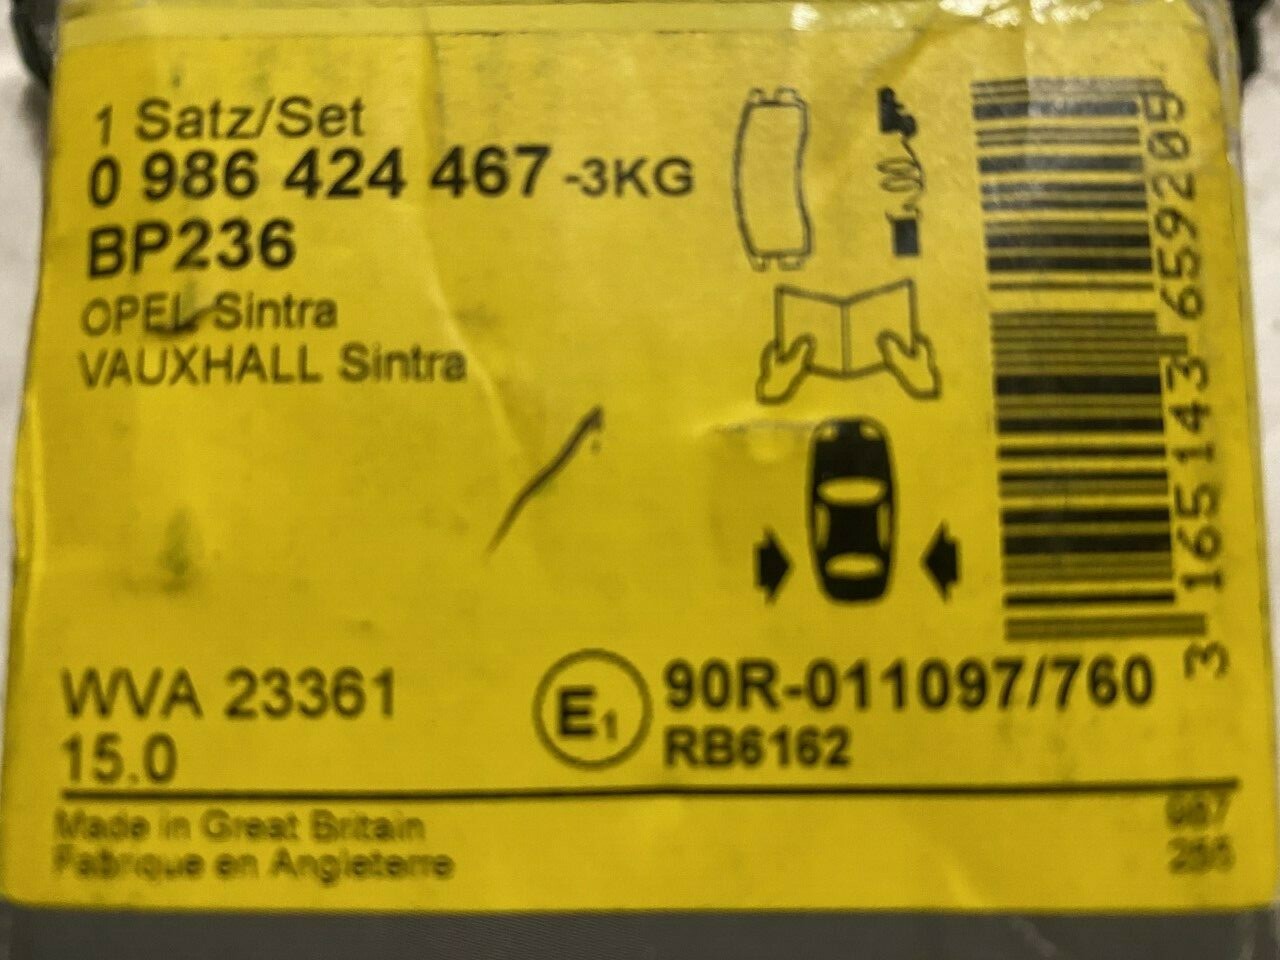 1 Satz/Set
0 986 424 467 -3KG
BP236
OPEL Sintra
VAUXHALL Sintra
3 165143 659209
WVA 23361
15.0
E1
90R-011097/760
RB6162
Made in Great Britain
Fabrique en Angleterre